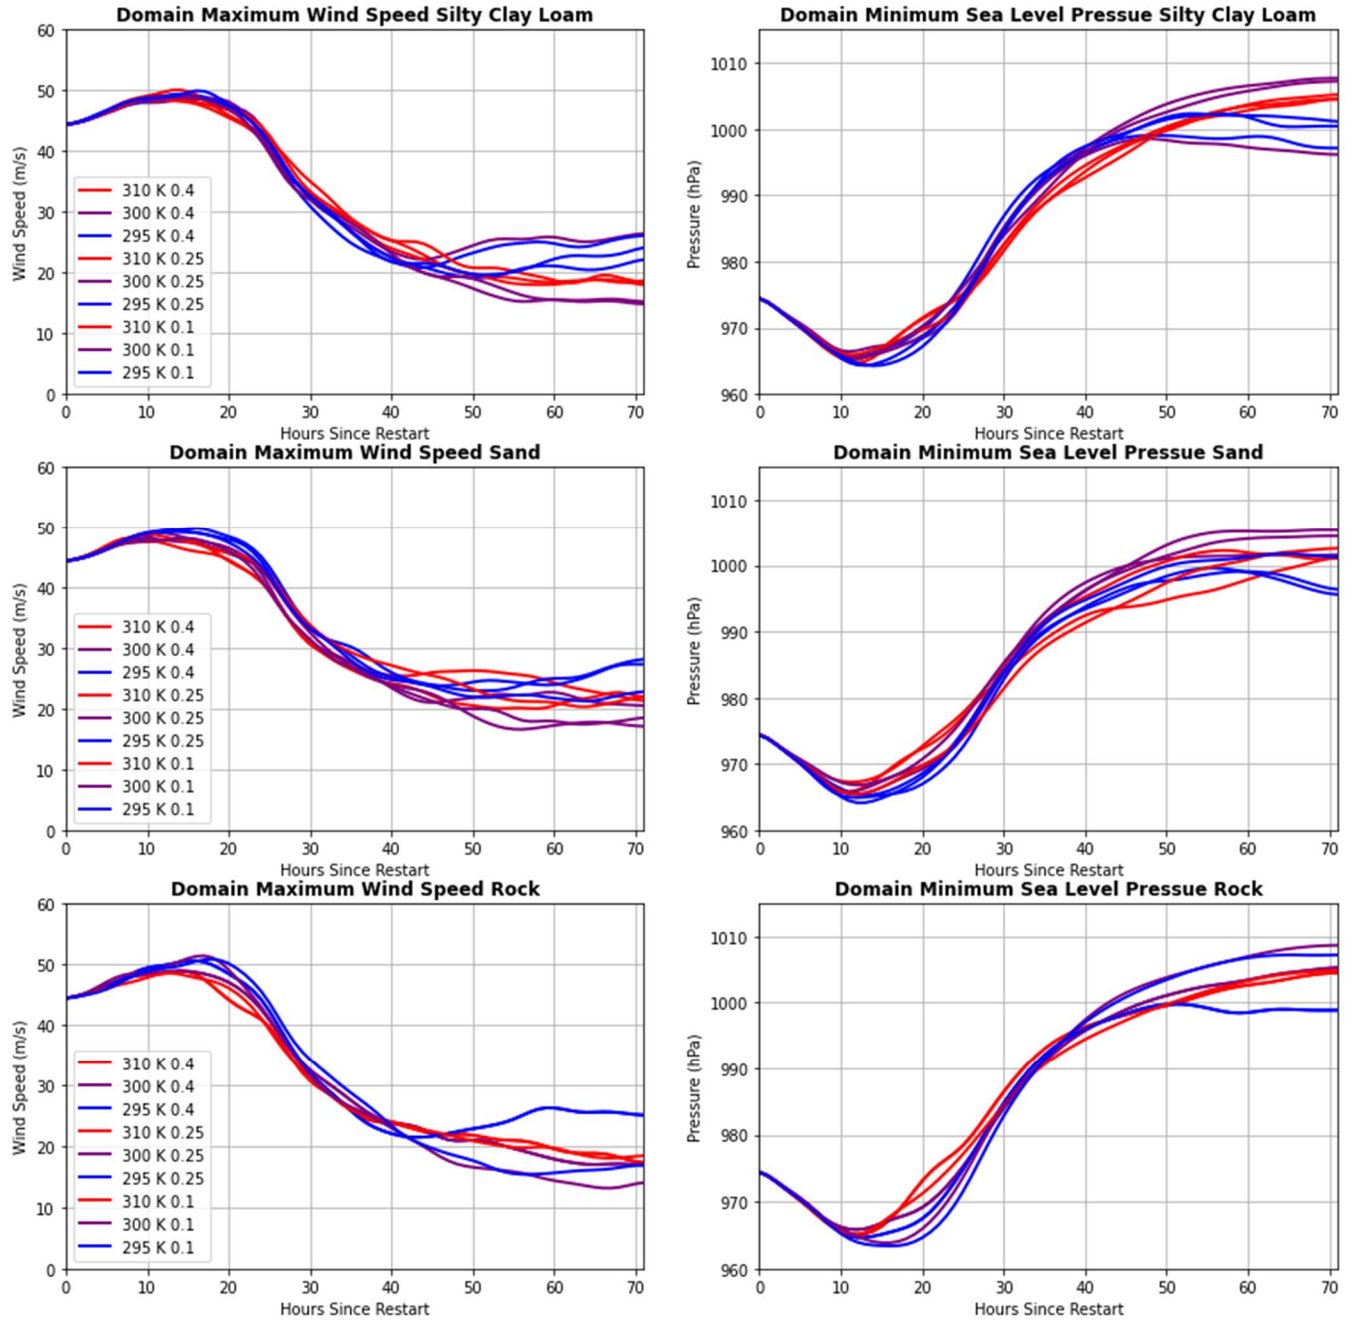 Domain Maximum Wind Speed Silty Clay Loam
60
50
40
30
20
10
0
Wind Speed (m/s)
310 K 0.4
300 K 0.4
295 K 0.4
310 K 0.25
300 K 0.25
295 K 0.25
310 K 0.1
300 K 0.1
295 K 0.1
0 10 20 30 40 50 60 70
Hours Since Restart
Domain Minimum Sea Level Pressue Silty Clay Loam
1010
1000
990
980
970
960
Pressure (hPa)
0 10 20 30 40 50 60 70
Domain Maximum Wind Speed Sand
60
50
40
30
20
10
0
Wind Speed (m/s)
310 K 0.4
300 K 0.4
295 K 0.4
310 K 0.25
300 K 0.25
295 K 0.25
310 K 0.1
300 K 0.1
295 K 0.1
0 10 20 30 40 50 60 70
Hours Since Restart
Hours Since Restart
Domain Minimum Sea Level Pressue Sand
1010
1000
990
980
970
960
Pressure (hPa)
0 10 20 30 40 50 60 70
Hours Since Restart
Domain Maximum Wind Speed Rock
60
50
40
30
20
10
0
Wind Speed (m/s)
310 K 0.4
300 K 0.4
295 K 0.4
310 K 0.25
300 K 0.25
295 K 0.25
310 K 0.1
300 K 0.1
295 K 0.1
0 10 20 30 40 50 60 70
Hours Since Restart
Domain Minimum Sea Level Pressue Rock
1010
1000
990
980
970
960
Pressure (hPa)
0 10 20 30 40 50 60 70
Hours Since Restart